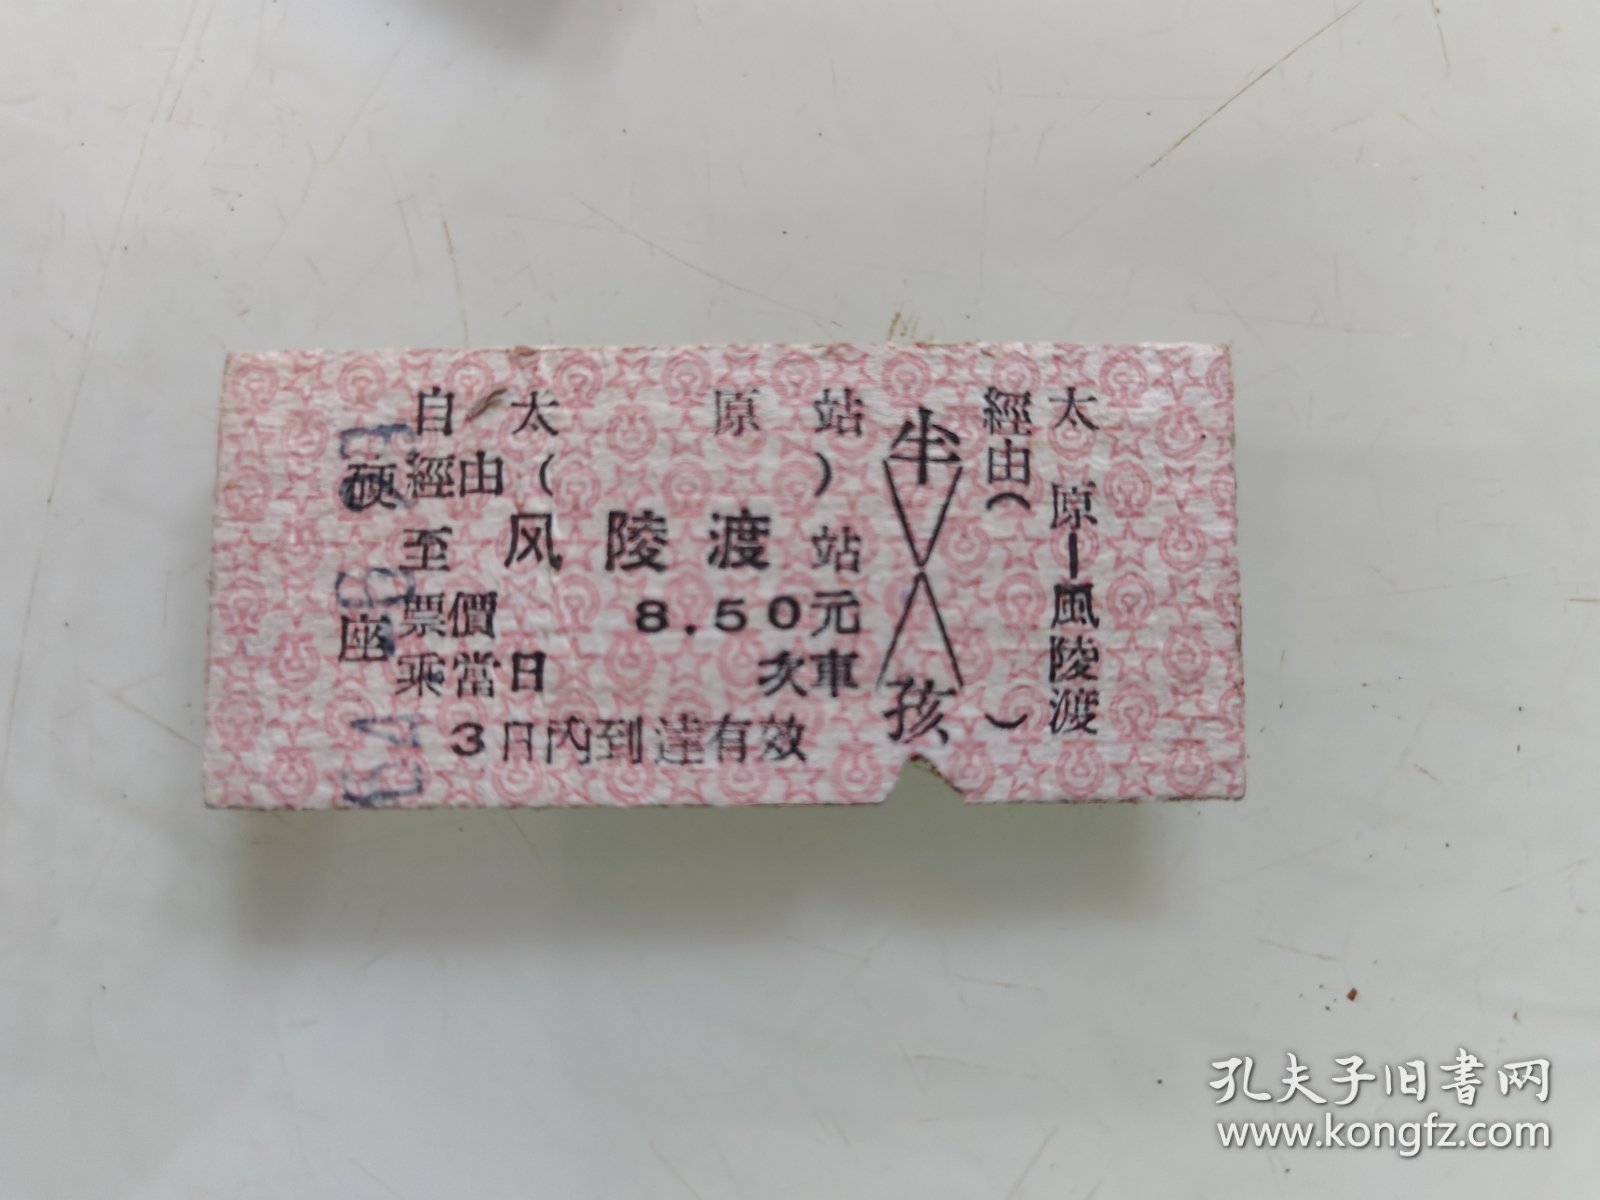 自太原站
經由( )
至风陵渡站
票價 8.50元
乘當日 次車
3日内到達有效
硬座
半孩
經由( )
太原—風陵渡
孔夫子旧書网
www.kongfz.com